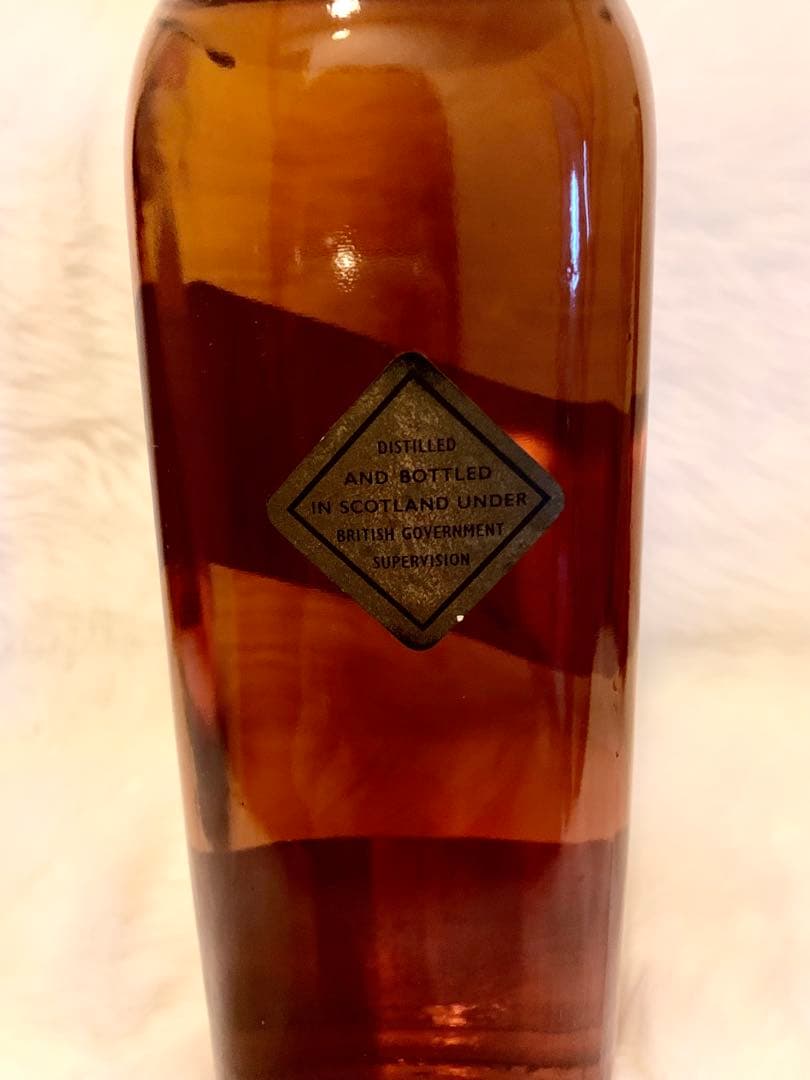 DISTILLED
AND BOTTLED
IN SCOTLAND UNDER
BRITISH GOVERNMENT
SUPERVISION